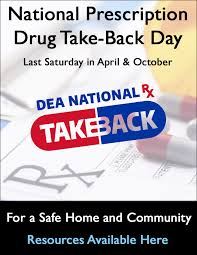 National Prescription
Drug Take-Back Day
Last Saturday in April & October
DEA NATIONAL Rx
TAKEBACK
For a Safe Home and Community
Resources Available Here